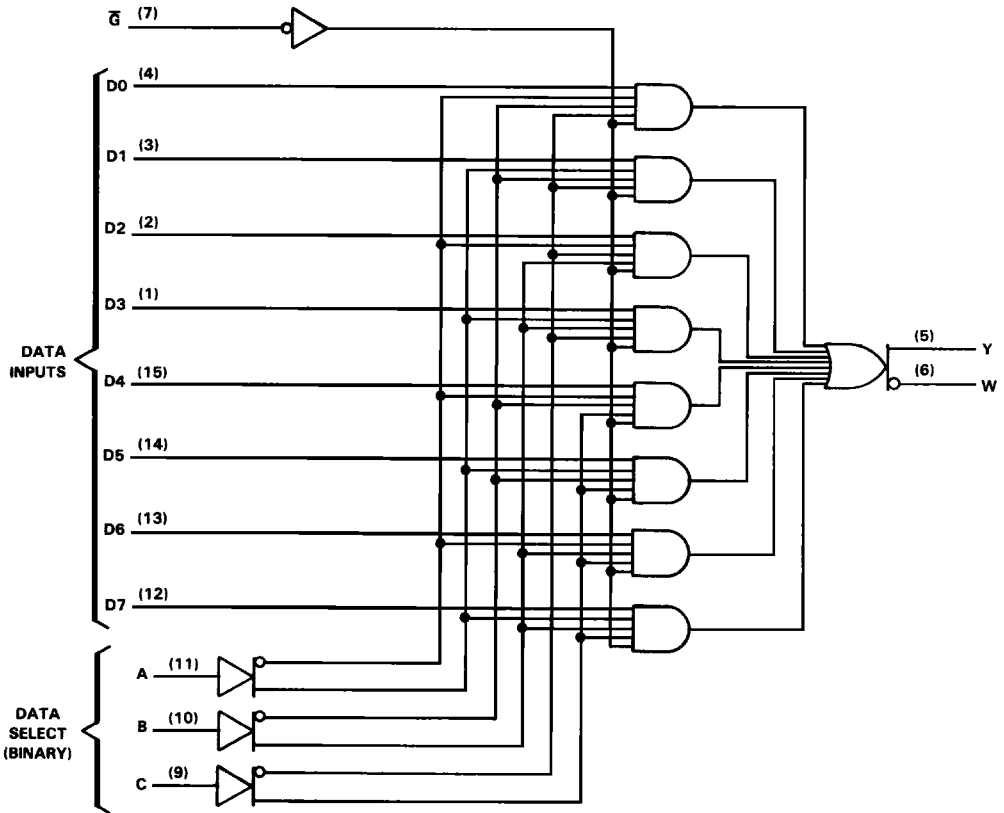 G̅ (7)
D0 (4)
D1 (3)
D2 (2)
D3 (1)
DATA
INPUTS
D4 (15)
D5 (14)
D6 (13)
D7 (12)
(5) Y
(6) W
A (11)
DATA
SELECT
(BINARY)
B (10)
C (9)